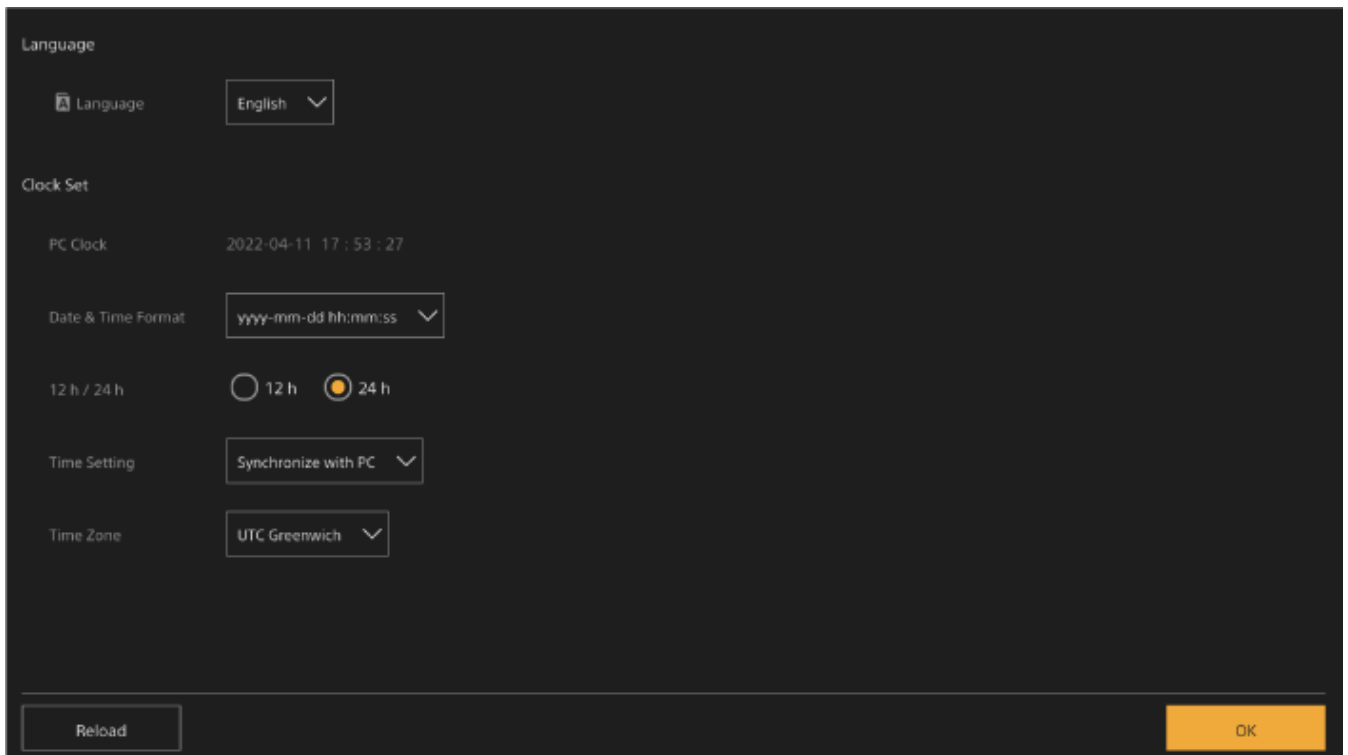 Language
A Language English
Clock Set
PC Clock 2022-04-11 17 : 53 : 27
Date & Time Format yyyy-mm-dd hh:mm:ss
12 h / 24 h 12 h 24 h
Time Setting Synchronize with PC
Time Zone UTC Greenwich
Reload OK